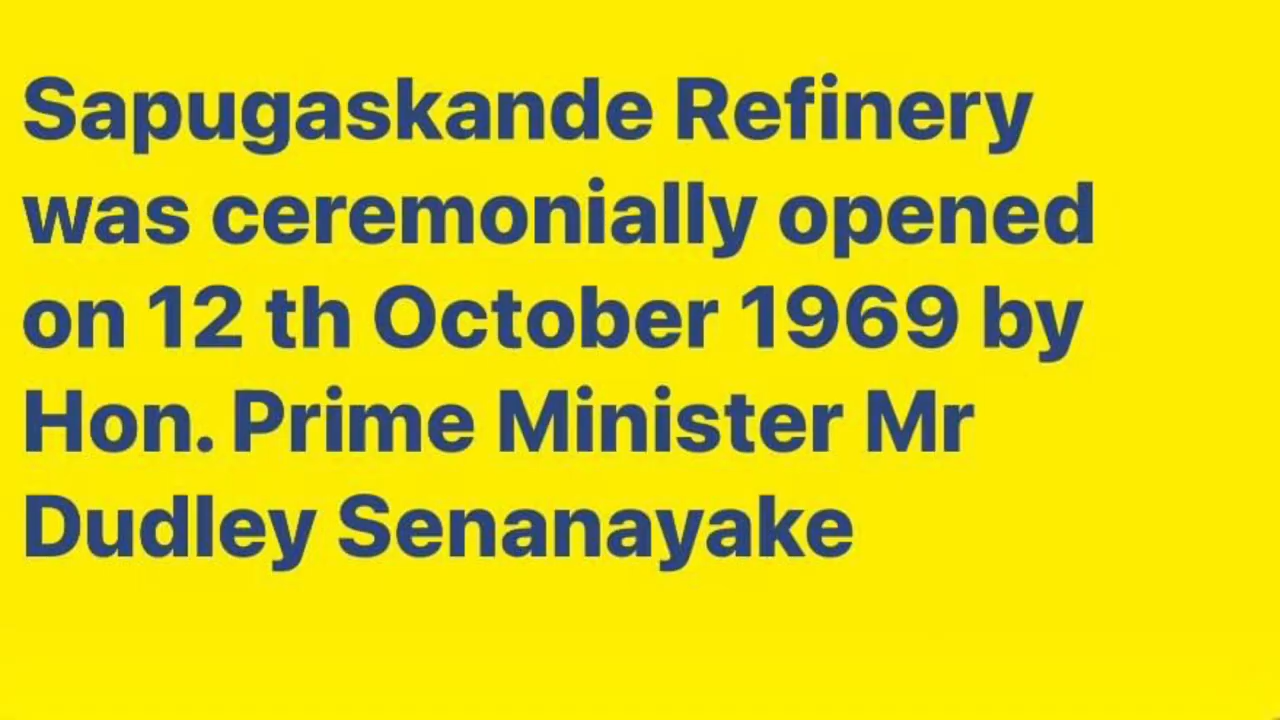 Sapugaskande Refinery
was ceremonially opened
on 12 th October 1969 by
Hon. Prime Minister Mr
Dudley Senanayake